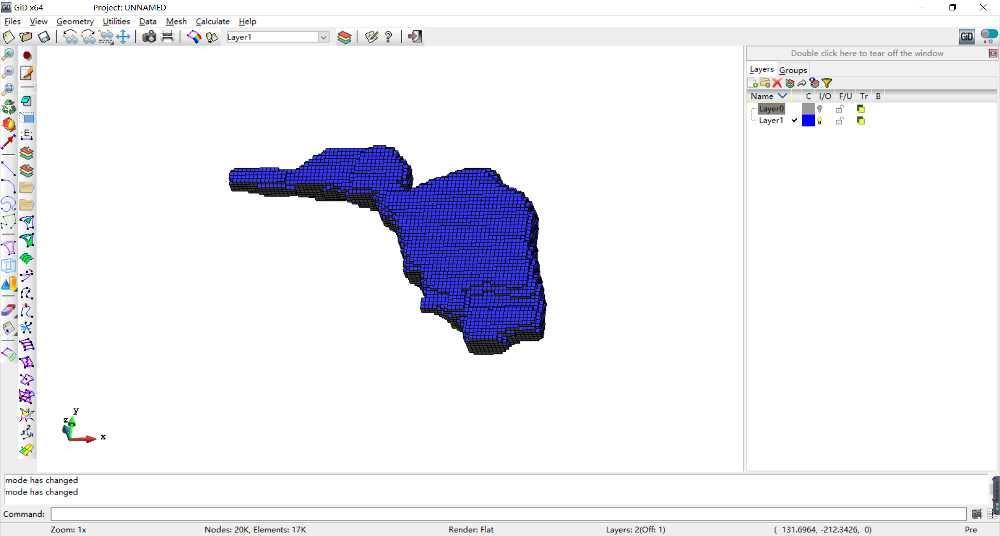 GiD x64 Project: UNNAMED
Files View Geometry Utilities Data Mesh Calculate Help
Layer1
GiD
v 12
Double click here to tear off the window
Layers Groups
Name C I/O F/U Tr B
Layer0
Layer1
E
2
y
z
x
mode has changed
mode has changed
Command:
Zoom: 1x Nodes: 20K, Elements: 17K Render: Flat Layers: 2(Off: 1) ( 131.6964, -212.3426, 0) Pre